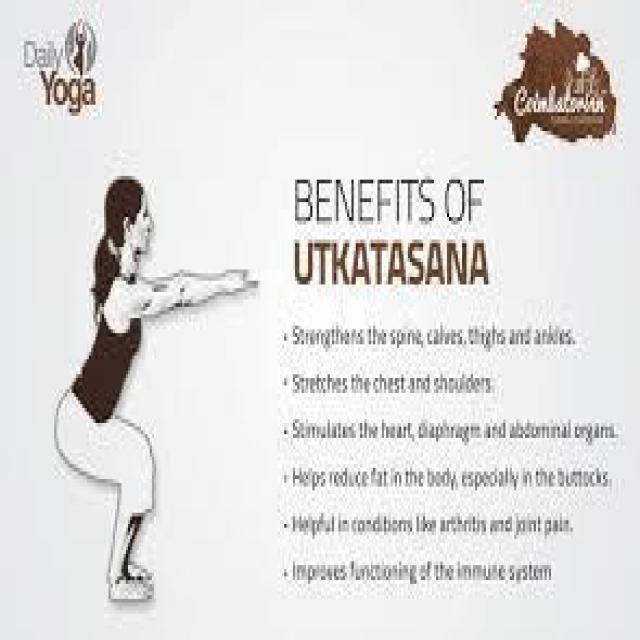 Daily
Yoga
Coimbatorian
BENEFITS OF
UTKATASANA
• Strengthens the spine, calves, thighs and ankles.
• Stretches the chest and shoulders.
• Stimulates the heart, diaphragm and abdominal organs.
• Helps reduce fat in the body, especially in the buttocks.
• Helpful in conditions like arthritis and joint pain.
• Improves functioning of the immune system